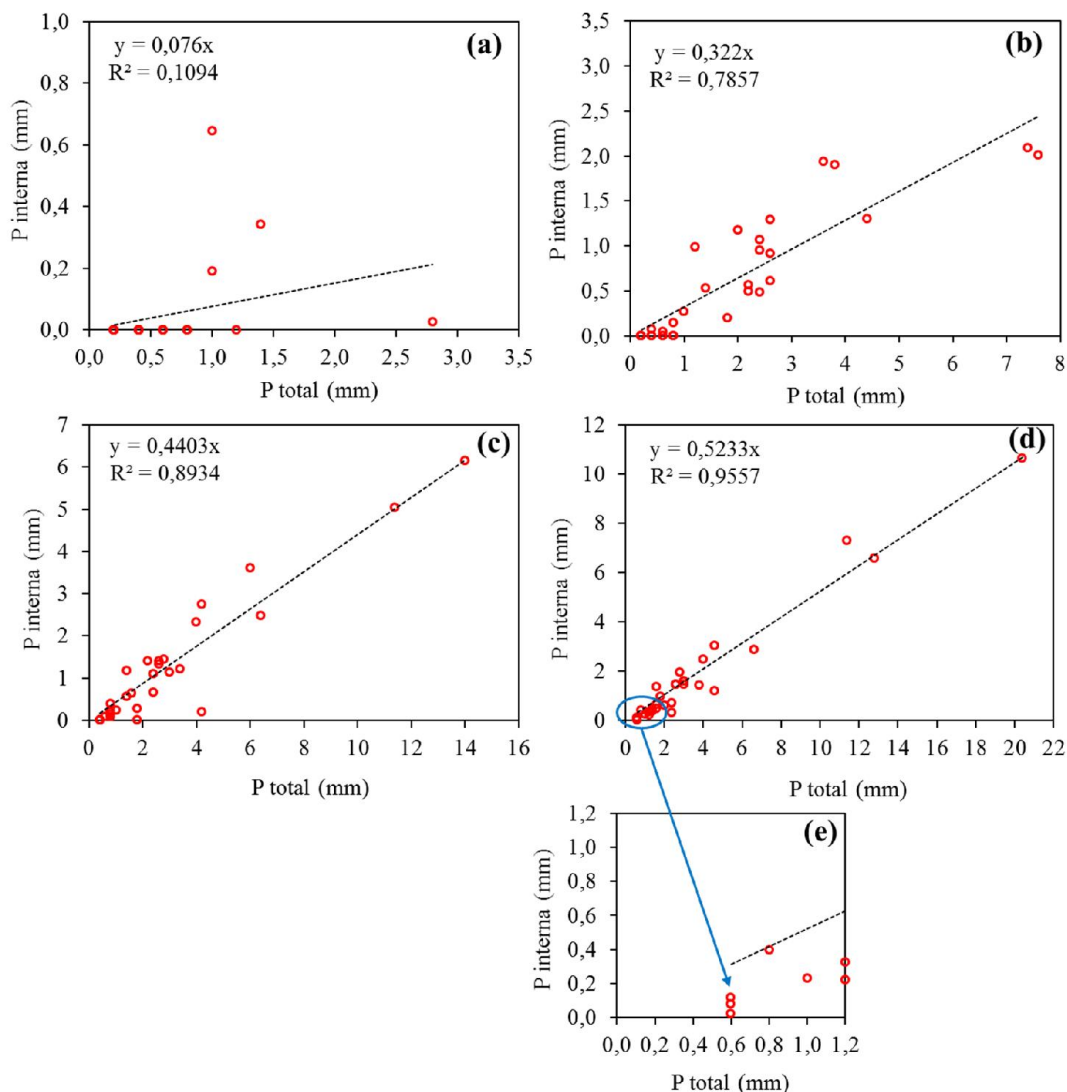 (a)
y = 0,076x
R² = 0,1094
P interna (mm)
1,0
0,8
0,6
0,4
0,2
0,0
0,0 0,5 1,0 1,5 2,0 2,5 3,0 3,5
P total (mm)
(b)
y = 0,322x
R² = 0,7857
P interna (mm)
3,5
3,0
2,5
2,0
1,5
1,0
0,5
0,0
0 1 2 3 4 5 6 7 8
P total (mm)
(c)
y = 0,4403x
R² = 0,8934
P interna (mm)
7
6
5
4
3
2
1
0
0 2 4 6 8 10 12 14 16
P total (mm)
(d)
y = 0,5233x
R² = 0,9557
P interna (mm)
12
10
8
6
4
2
0
0 2 4 6 8 10 12 14 16 18 20 22
P total (mm)
(e)
P interna (mm)
1,2
1,0
0,8
0,6
0,4
0,2
0,0
0,0 0,2 0,4 0,6 0,8 1,0 1,2
P total (mm)